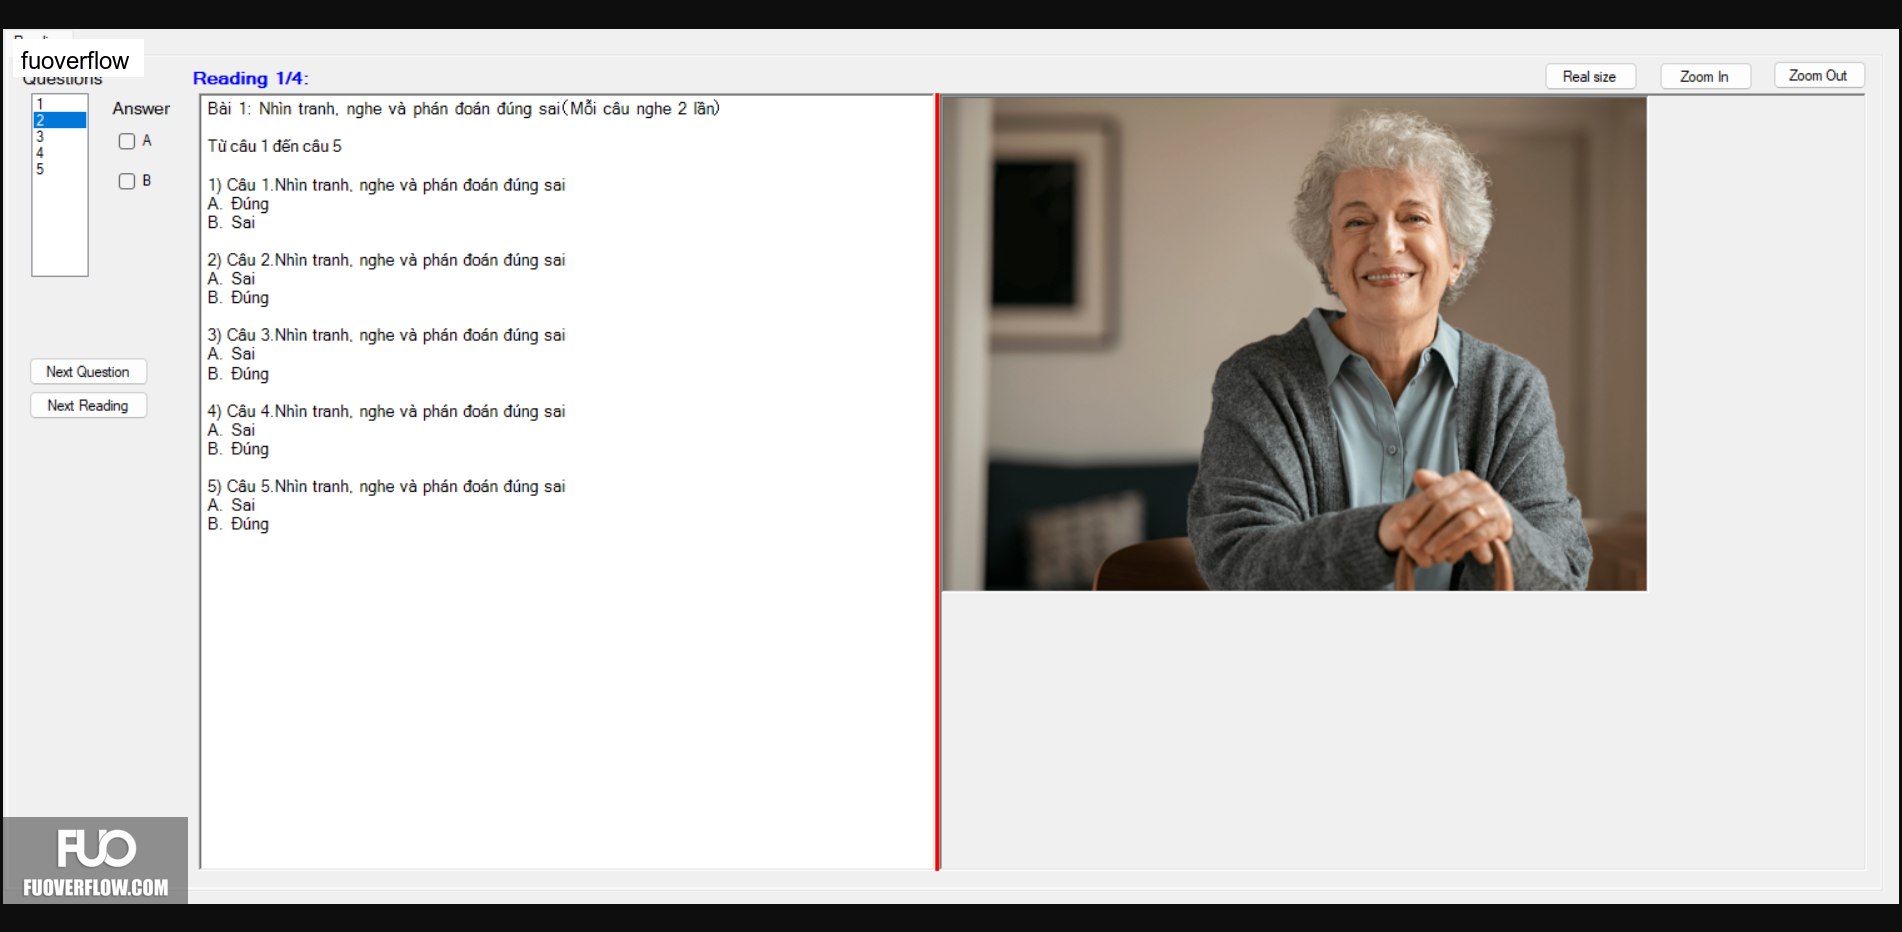 fuoverflow
Questions
Reading 1/4:
Real size
Zoom In
Zoom Out
1
2
3
4
5
Answer
A
B
Next Question
Next Reading
Bài 1: Nhìn tranh, nghe và phán đoán đúng sai(Mỗi câu nghe 2 lần)
Từ câu 1 đến câu 5
1) Câu 1.Nhìn tranh, nghe và phán đoán đúng sai
A. Đúng
B. Sai
2) Câu 2.Nhìn tranh, nghe và phán đoán đúng sai
A. Sai
B. Đúng
3) Câu 3.Nhìn tranh, nghe và phán đoán đúng sai
A. Sai
B. Đúng
4) Câu 4.Nhìn tranh, nghe và phán đoán đúng sai
A. Sai
B. Đúng
5) Câu 5.Nhìn tranh, nghe và phán đoán đúng sai
A. Sai
B. Đúng
FUO
FUOVERFLOW.COM